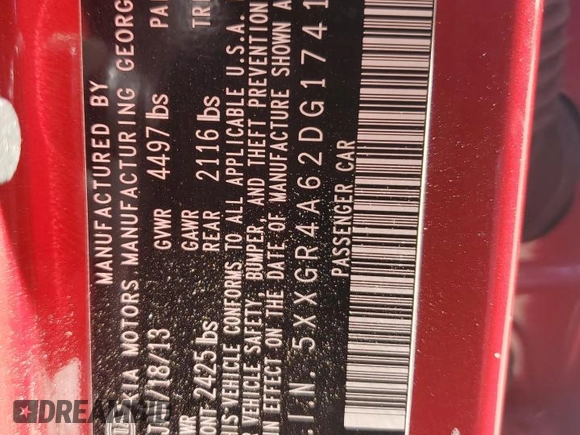 MANUFACTURED BY
KIA MOTORS MANUFACTURING GEORG
/18/13 GVWR 4497 lbs PA
GAWR
2425 lbs REAR 2116 lbs TR
THIS VEHICLE CONFORMS TO ALL APPLICABLE U.S.A.
VEHICLE SAFETY, BUMPER, AND THEFT PREVENTION
IN EFFECT ON THE DATE OF MANUFACTURE SHOWN A
I.N. 5XXGR4A62DG1741
PASSENGER CAR